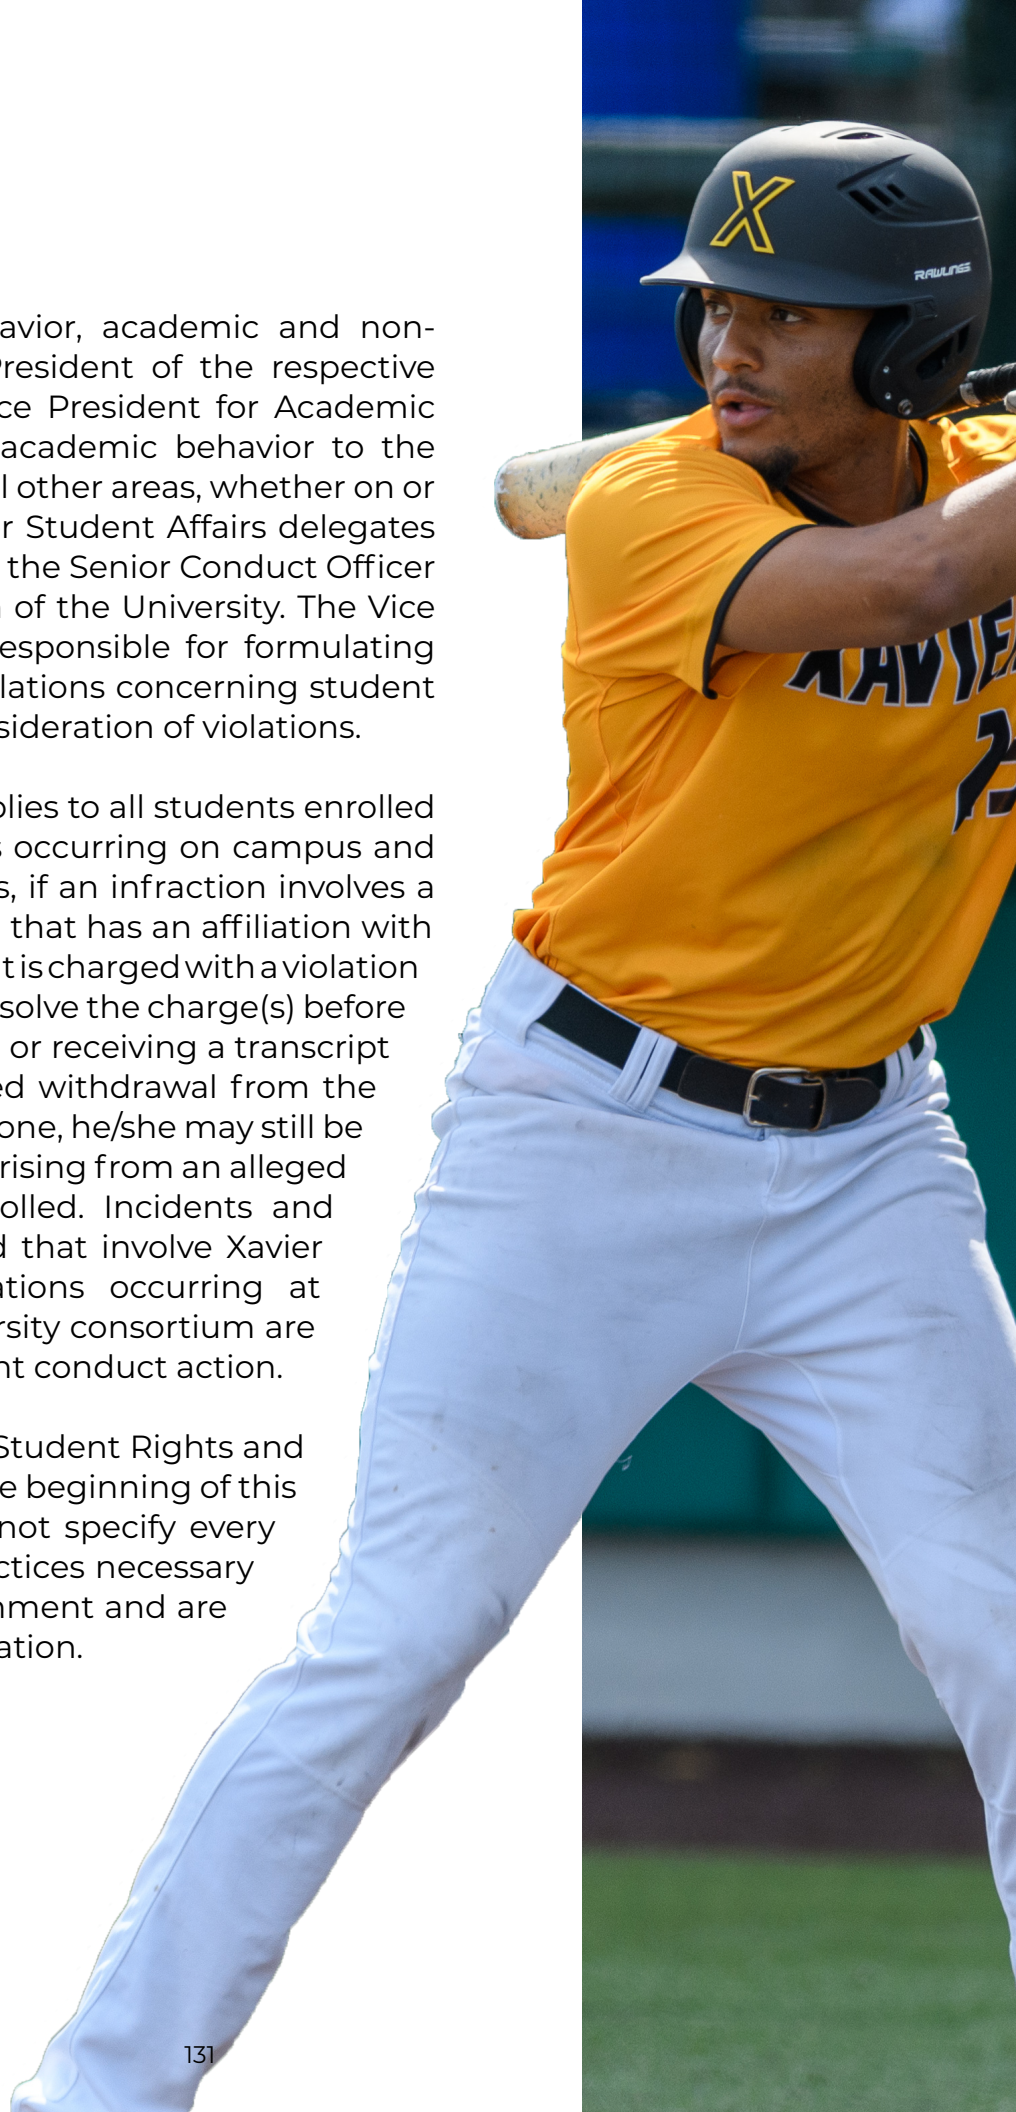 avior, academic and non-
President of the respective
ce President for Academic
academic behavior to the
l other areas, whether on or
r Student Affairs delegates
the Senior Conduct Officer
of the University. The Vice
esponsible for formulating
lations concerning student
sideration of violations.
plies to all students enrolled
s occurring on campus and
s, if an infraction involves a
that has an affiliation with
t is charged with a violation
solve the charge(s) before
or receiving a transcript
ed withdrawal from the
one, he/she may still be
rising from an alleged
olled. Incidents and
d that involve Xavier
ations occurring at
rsity consortium are
nt conduct action.
Student Rights and
e beginning of this
not specify every
ctices necessary
nment and are
ation.
131
X
RAWLINGS
XAVIE